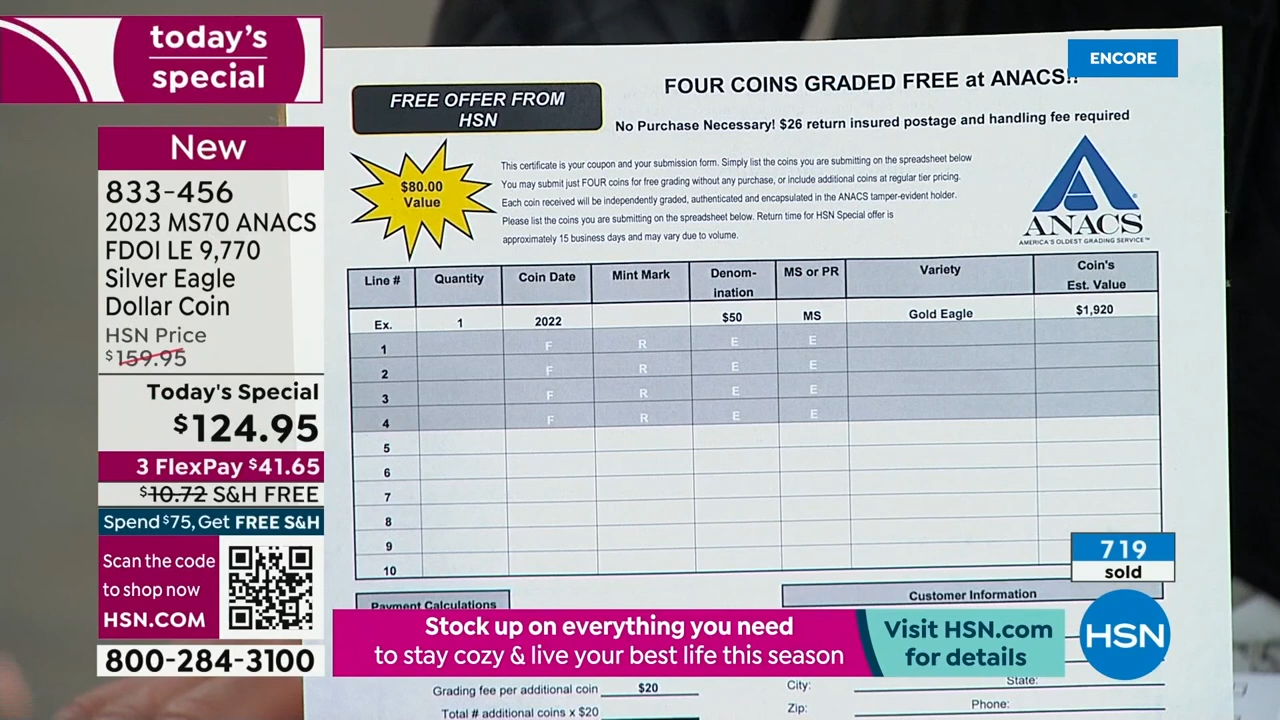 today's
special
New
833-456
2023 MS70 ANACS
FDOI LE 9,770
Silver Eagle
Dollar Coin
HSN Price
$159.95
Today's Special
$124.95
3 FlexPay $41.65
$10.72 S&H FREE
Spend $75, Get FREE S&H
Scan the code
to shop now
HSN.COM
800-284-3100
ENCORE
FREE OFFER FROM
HSN
FOUR COINS GRADED FREE at ANACS!!
No Purchase Necessary! $26 return insured postage and handling fee required
$80.00
Value
This certificate is your coupon and your submission form. Simply list the coins you are submitting on the spreadsheet below
You may submit just FOUR coins for free grading without any purchase, or include additional coins at regular tier pricing.
Each coin received will be independently graded, authenticated and encapsulated in the ANACS tamper-evident holder.
Please list the coins you are submitting on the spreadsheet below. Return time for HSN Special offer is
approximately 15 business days and may vary due to volume.
ANACS
AMERICA'S OLDEST GRADING SERVICE™
Line # Quantity Coin Date Mint Mark Denom-ination MS or PR Variety Coin's Est. Value
Ex. 1 2022 $50 MS Gold Eagle $1,920
1 F R E E
2 F R E E
3 F R E E
4 F R E E
5
6
7
8
9
10
Payment Calculations
Customer Information
719
sold
Stock up on everything you need
to stay cozy & live your best life this season
Visit HSN.com
for details
HSN
Grading fee per additional coin $20
Total # additional coins x $20
City:
State:
Zip:
Phone: